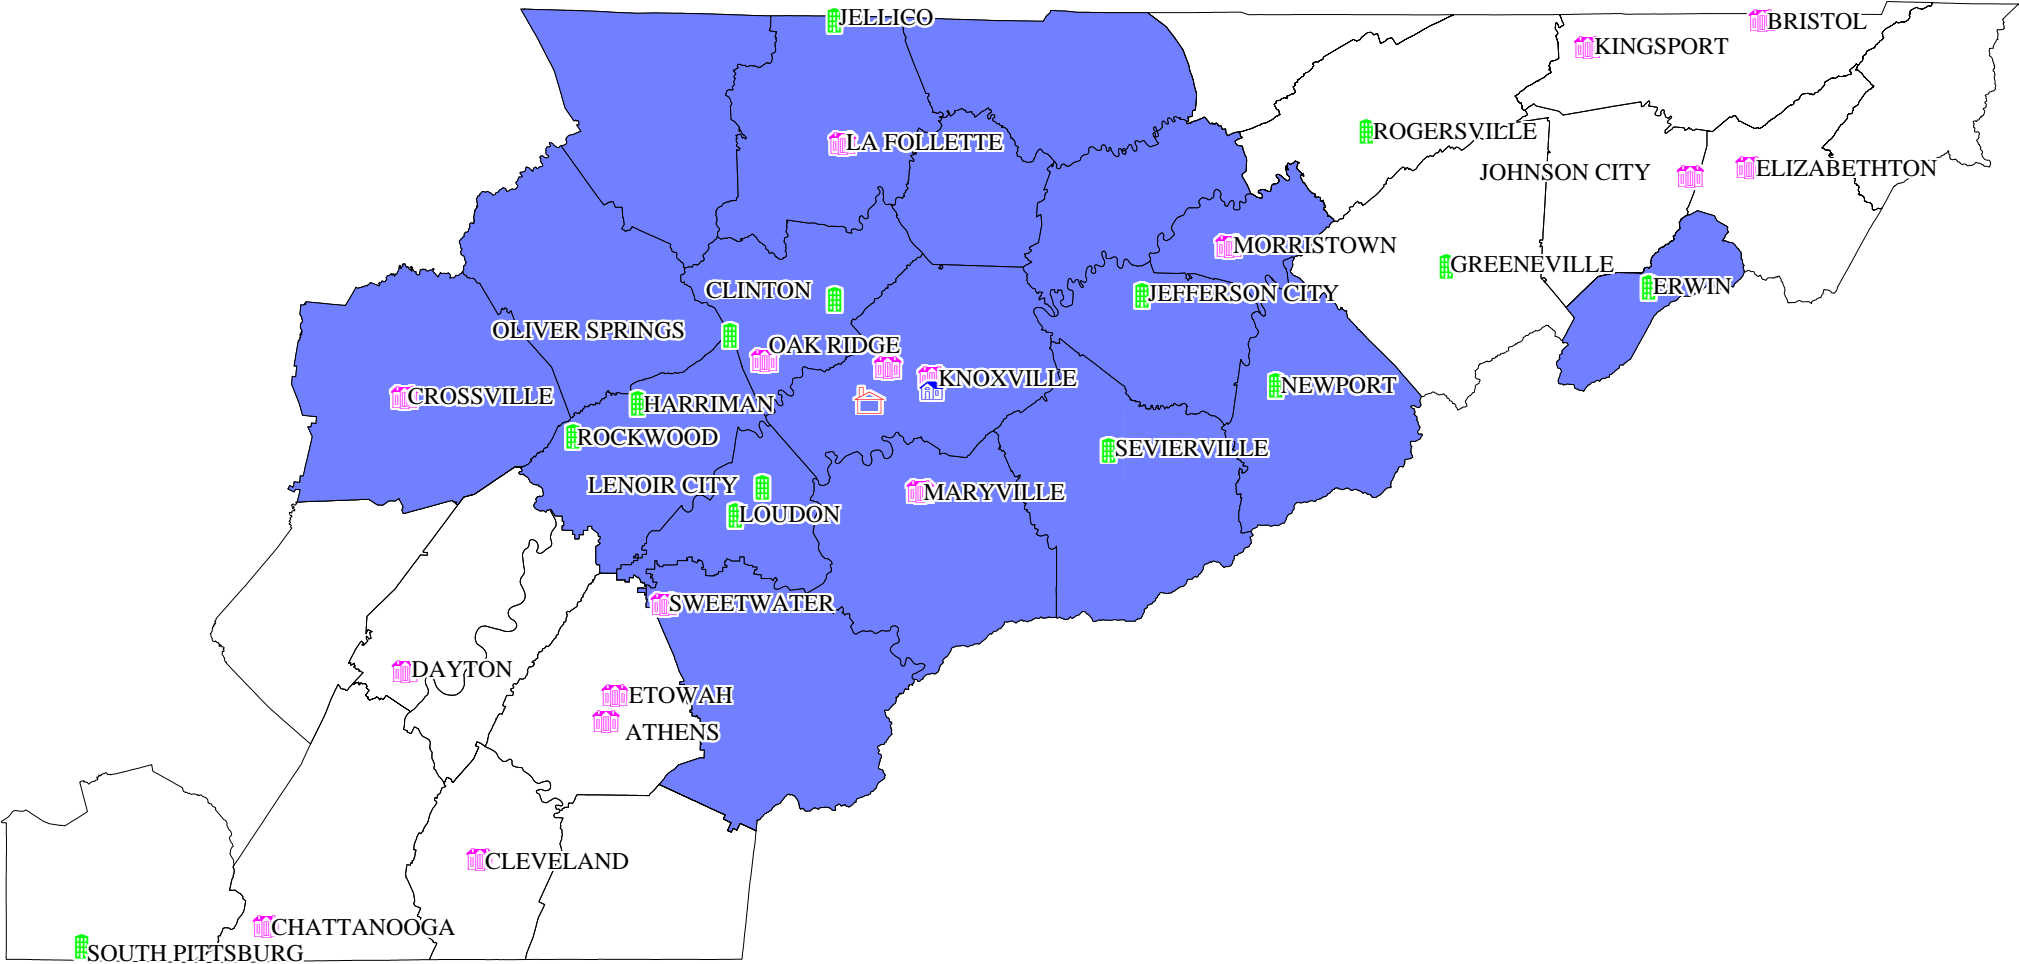 JELLICO
BRISTOL
KINGSPORT
ROGERSVILLE
LA FOLLETTE
ELIZABETHTON
JOHNSON CITY
MORRISTOWN
GREENEVILLE
ERWIN
CLINTON
JEFFERSON CITY
OLIVER SPRINGS
OAK RIDGE
KNOXVILLE
NEWPORT
CROSSVILLE
HARRIMAN
ROCKWOOD
SEVIERVILLE
LENOIR CITY
MARYVILLE
LOUDON
SWEETWATER
DAYTON
ETOWAH
ATHENS
CLEVELAND
CHATTANOOGA
SOUTH PITTSBURG